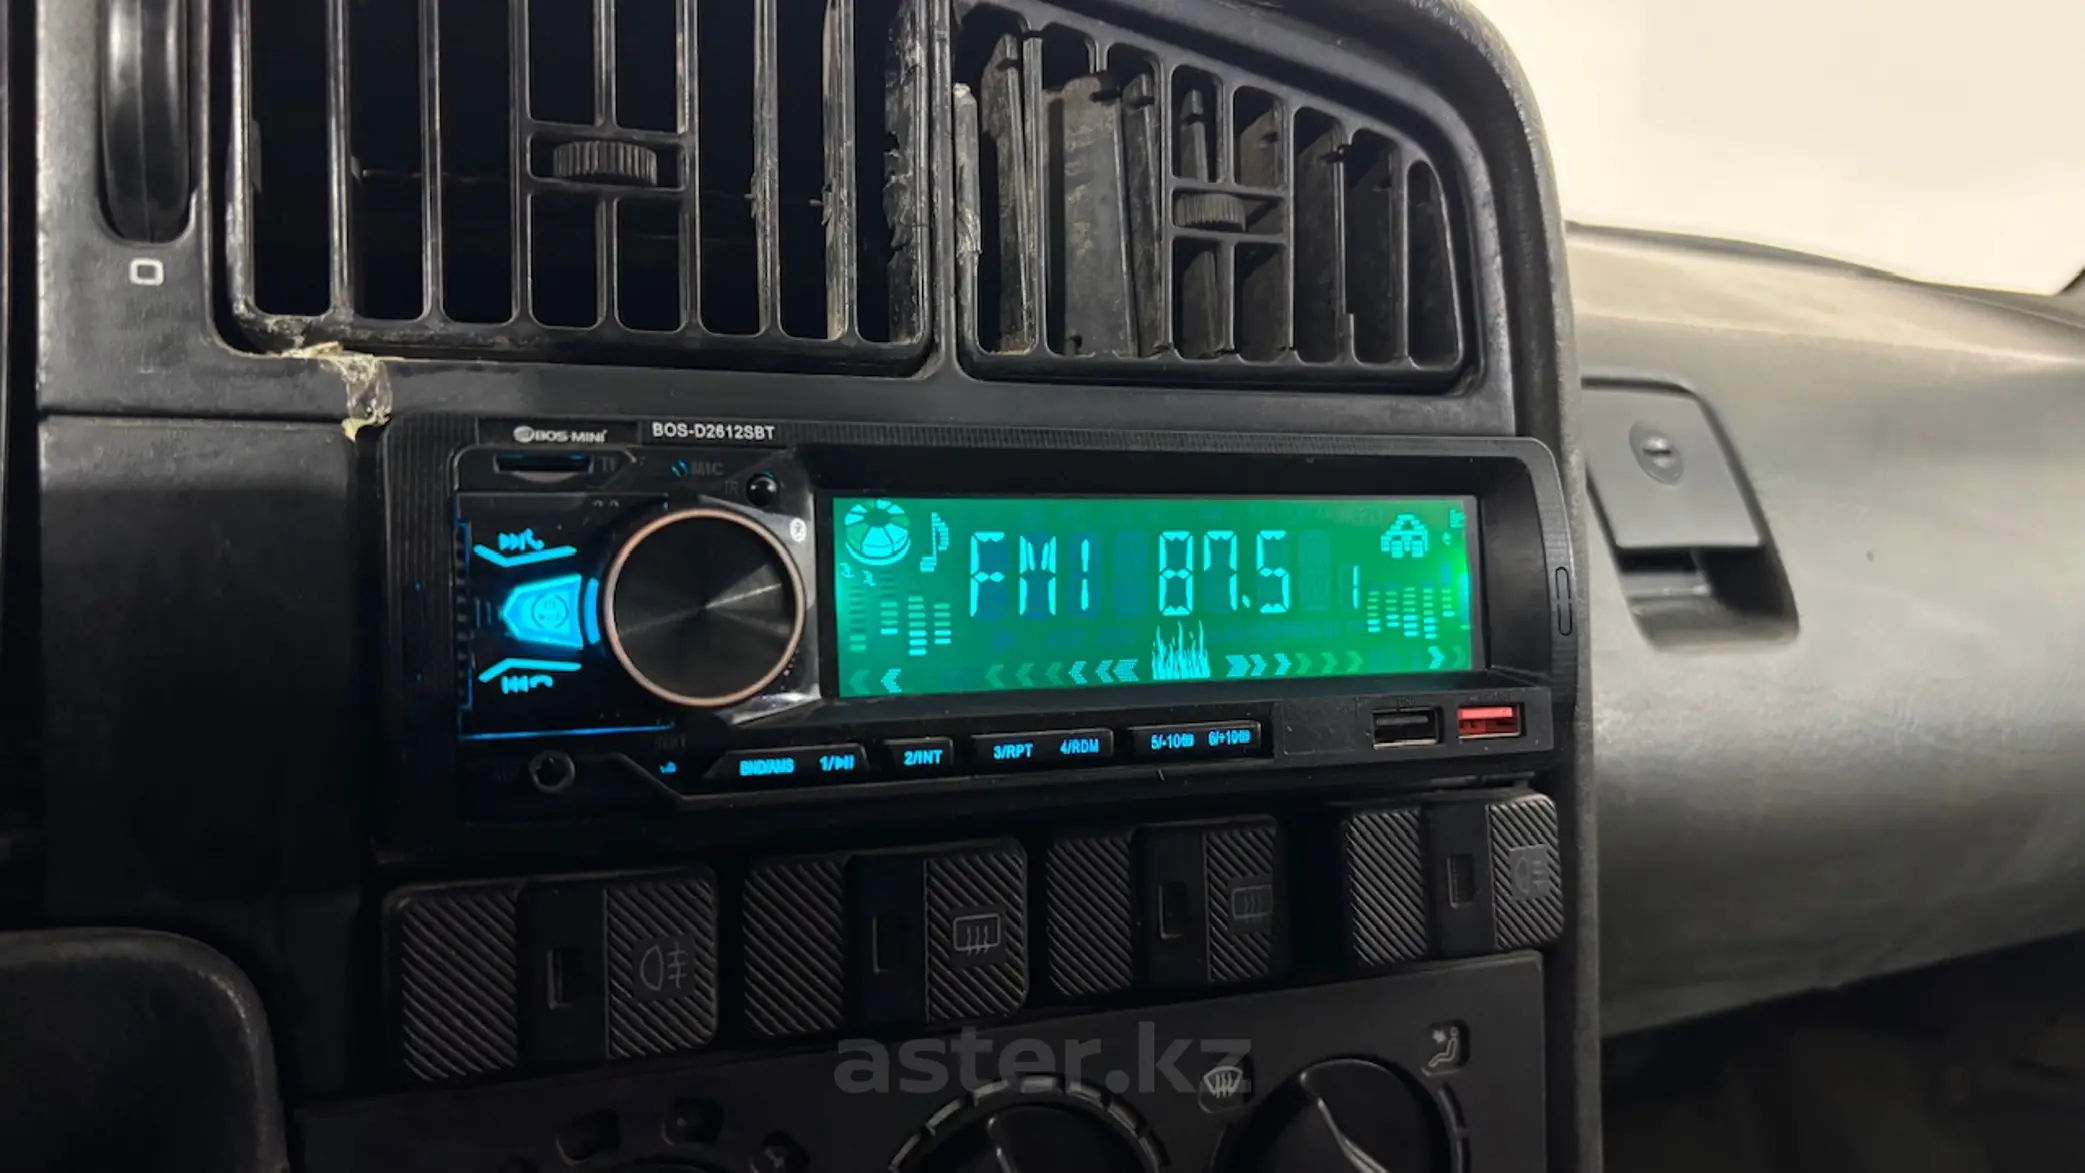 BOS-MINI BOS-D2612SBT
TF
MIC
IR
FM1 87.5 1
BND/AMS 1/ 2/INT 3/RPT 4/RDM 5/-10 6/+10
aster.kz